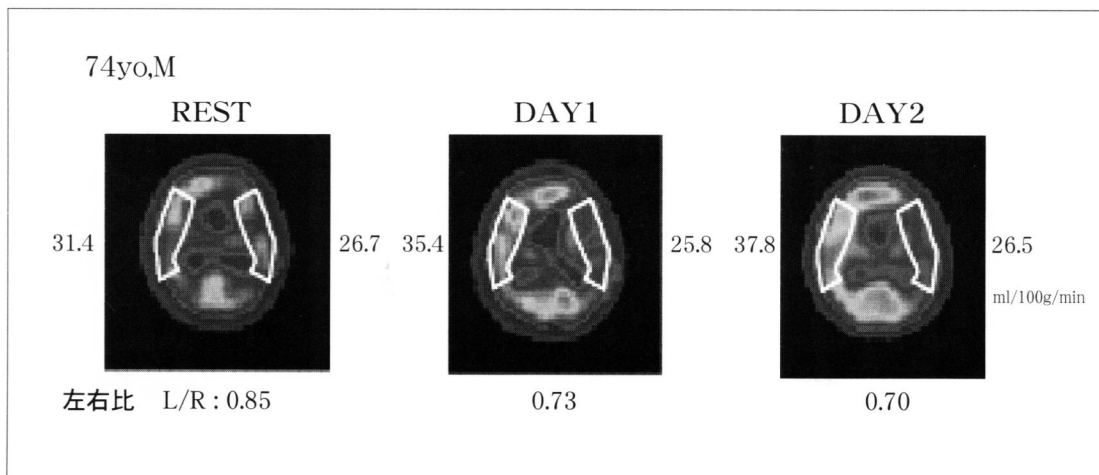 74yo,M
REST DAY1 DAY2
31.4 26.7 35.4 25.8 37.8 26.5
ml/100g/min
左右比 L/R : 0.85 0.73 0.70